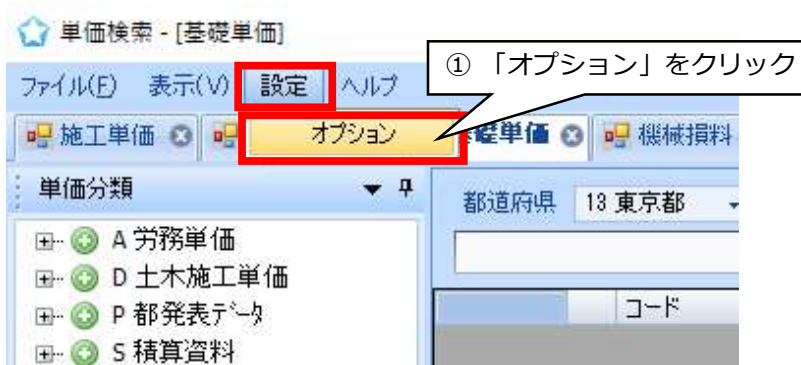 単価検索 - [基礎単価]
① 「オプション」をクリック
ファイル(F) 表示(V) 設定 ヘルプ
施工単価 オプション 基礎単価 機械損料
単価分類
都道府県 13 東京都
A 労務単価
D 土木施工単価
P 都発表ﾃﾞｰﾀ
S 積算資料
コード